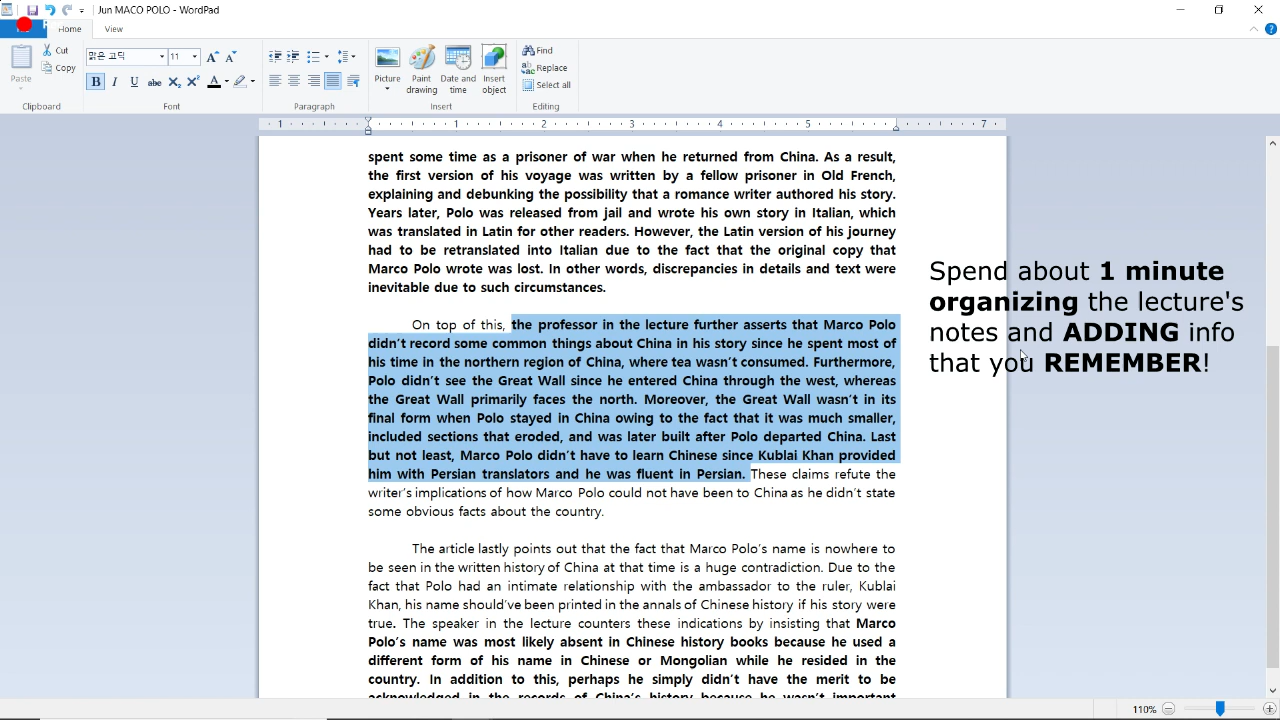 Jun MACO POLO - WordPad
Home
View
Paste
Cut
Copy
Clipboard
맑은 고딕
11
Font
Paragraph
Picture
Paint drawing
Date and time
Insert object
Insert
Find
Replace
Select all
Editing
1 1 2 3 4 5 7
spent some time as a prisoner of war when he returned from China. As a result,
the first version of his voyage was written by a fellow prisoner in Old French,
explaining and debunking the possibility that a romance writer authored his story.
Years later, Polo was released from jail and wrote his own story in Italian, which
was translated in Latin for other readers. However, the Latin version of his journey
had to be retranslated into Italian due to the fact that the original copy that
Marco Polo wrote was lost. In other words, discrepancies in details and text were
inevitable due to such circumstances.
On top of this, the professor in the lecture further asserts that Marco Polo
didn't record some common things about China in his story since he spent most of
his time in the northern region of China, where tea wasn't consumed. Furthermore,
Polo didn't see the Great Wall since he entered China through the west, whereas
the Great Wall primarily faces the north. Moreover, the Great Wall wasn't in its
final form when Polo stayed in China owing to the fact that it was much smaller,
included sections that eroded, and was later built after Polo departed China. Last
but not least, Marco Polo didn't have to learn Chinese since Kublai Khan provided
him with Persian translators and he was fluent in Persian. These claims refute the
writer's implications of how Marco Polo could not have been to China as he didn't state
some obvious facts about the country.
The article lastly points out that the fact that Marco Polo's name is nowhere to
be seen in the written history of China at that time is a huge contradiction. Due to the
fact that Polo had an intimate relationship with the ambassador to the ruler, Kublai
Khan, his name should've been printed in the annals of Chinese history if his story were
true. The speaker in the lecture counters these indications by insisting that Marco
Polo's name was most likely absent in Chinese history books because he used a
different form of his name in Chinese or Mongolian while he resided in the
country. In addition to this, perhaps he simply didn't have the merit to be
acknowledged in the records of China's history because he wasn't important
Spend about 1 minute
organizing the lecture's
notes and ADDING info
that you REMEMBER!
110%